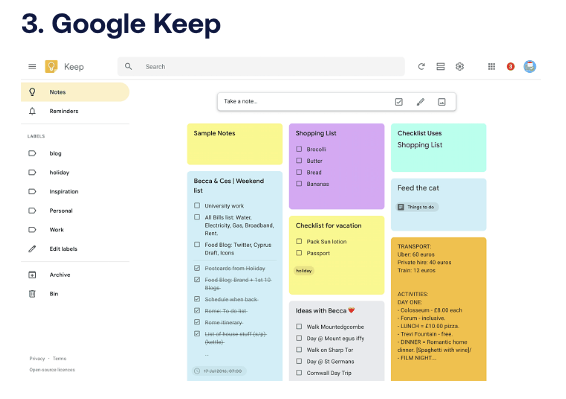 3. Google Keep
Keep
Search
3
Notes
Reminders
LABELS
blog
holiday
Inspiration
Personal
Work
Edit labels
Archive
Bin
Privacy · Terms
Open-source licences
Take a note...
Sample Notes
Becca & Ces | Weekend
list
University work
All Bills list: Water,
Electricity, Gas, Broadband,
Rent.
Food Blog: Twitter, Cyprus
Draft, Icons
Postcards from Holiday
Food Blog: Brand + 1st 10
Blogs
Schedule when back.
Rome: To do list.
Rome itinerary
List of house stuff
(kettle)
...
Shopping List
Brocolli
Butter
Bread
Bananas
Checklist for vacation
Pack Sun lotion
Passport
holiday
Ideas with Becca
Walk Mountedgecombe
Day @ Mount egus iffy
Walk on Sharp Tor
Day @ St Germans
Cornwall Day Trip
Checklist Uses
Shopping List
Feed the cat
Things to do
TRANSPORT:
Uber: 60 euros
Private hire: 40 euros
Train: 13 euros
ACTIVITIES:
DAY ONE:
- Colosseum - £8.00 each
- Forum - inclusive.
- LUNCH = £10.00 pizza.
- Trevi Fountain - free.
- DINNER = Romantic home
dinner. [Spaghetti with wine]/
- FILM NIGHT...